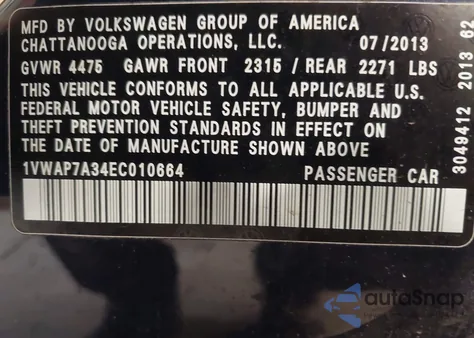 MFD BY VOLKSWAGEN GROUP OF AMERICA
CHATTANOOGA OPERATIONS, LLC. 07/2013
GVWR 4475 GAWR FRONT 2315 / REAR 2271 LBS
THIS VEHICLE CONFORMS TO ALL APPLICABLE U.S.
FEDERAL MOTOR VEHICLE SAFETY, BUMPER AND
THEFT PREVENTION STANDARDS IN EFFECT ON
THE DATE OF MANUFACTURE SHOWN ABOVE
1VWAP7A34EC010664 PASSENGER CAR
3049412 2013 62
autoSnap